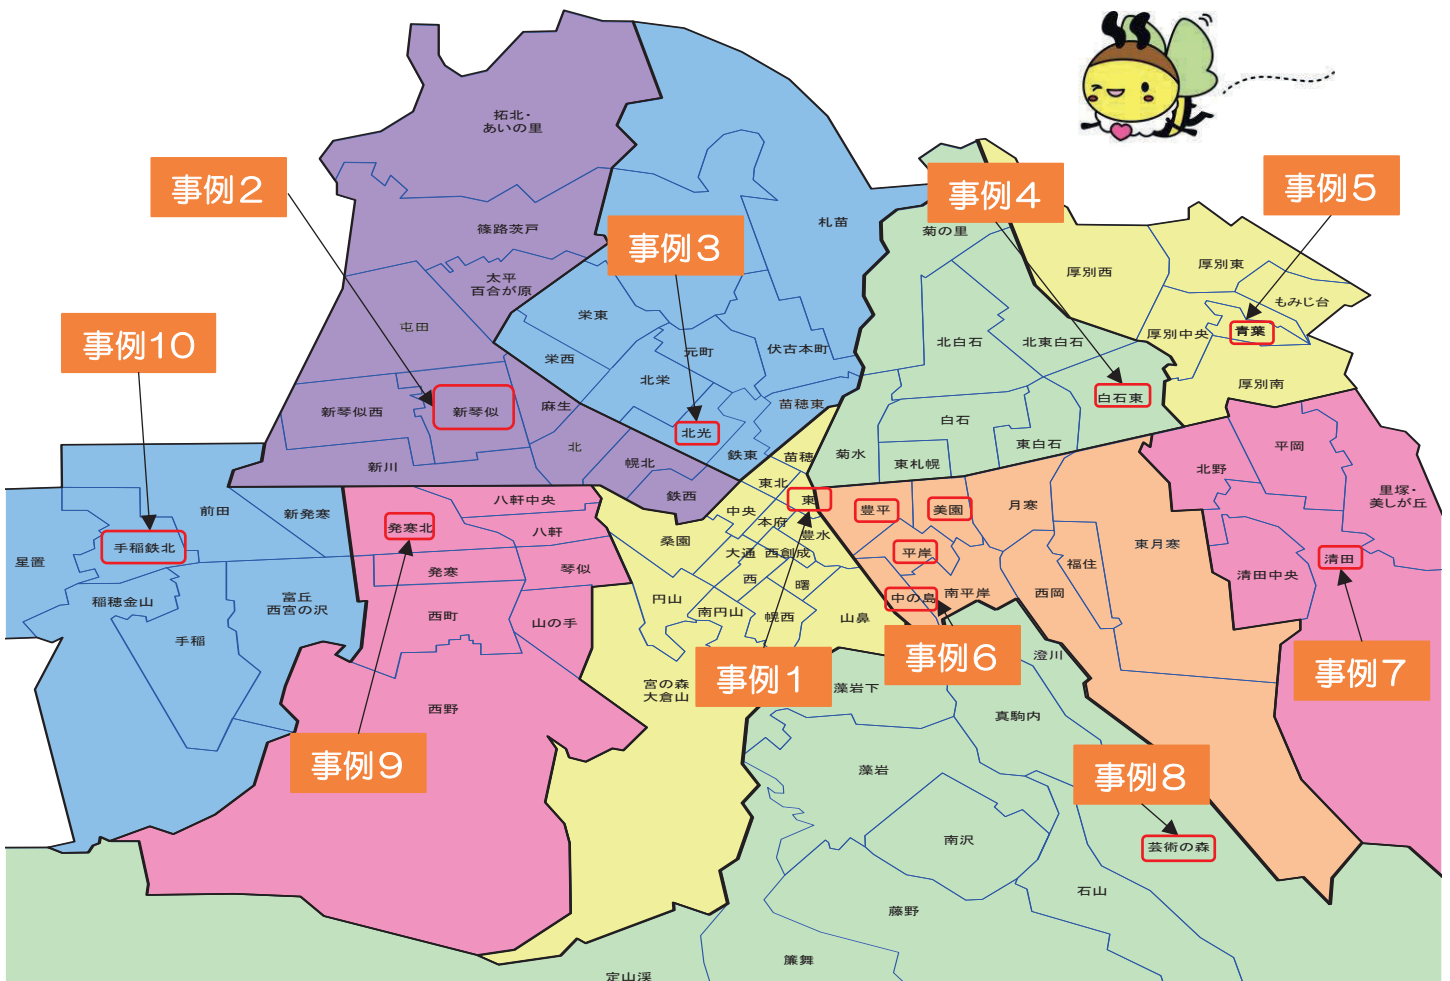 拓北・
あいの里
事例２
篠路茨戸
太平
百合が原
屯田
事例10
新琴似西
新琴似
麻生
新川
北
幌北
鉄西
札苗
事例３
栄東
栄西
元町
伏古本町
北栄
苗穂東
北光
鉄東
事例４
菊の里
北白石
北東白石
白石東
白石
東白石
菊水
東札幌
事例５
厚別西
厚別東
もみじ台
厚別中央
青葉
厚別南
平岡
北野
里塚・
美しが丘
清田
清田中央
事例７
前田
新発寒
手稲鉄北
星置
稲穂金山
富丘
西宮の沢
手稲
八軒中央
発寒北
八軒
発寒
琴似
西町
山の手
西野
事例９
苗穂
東北
東
中央
本府
豊水
桑園
大通
西創成
西
曙
円山
南円山
幌西
山鼻
宮の森
大倉山
事例１
豊平
美園
月寒
東月寒
平岸
福住
中の島
南平岸
西岡
事例６
澄川
藻岩下
真駒内
藻岩
事例８
南沢
芸術の森
石山
藤野
簾舞
定山渓